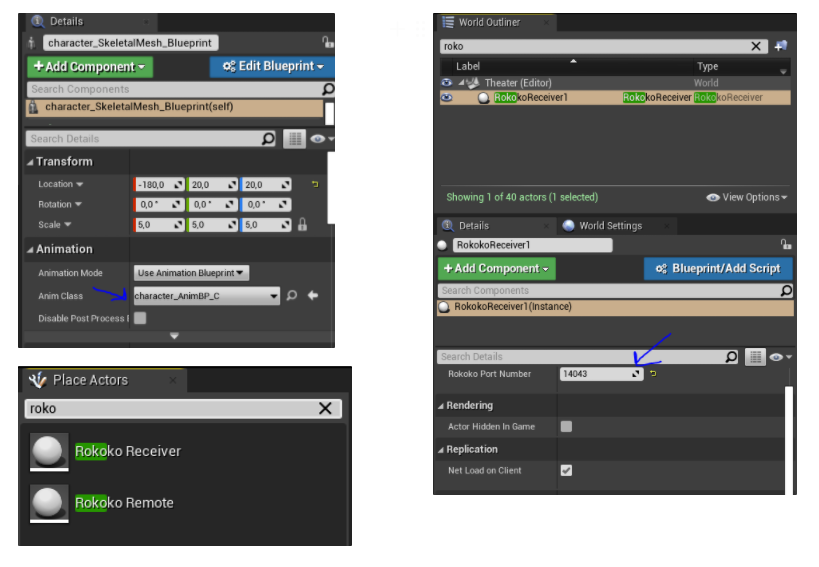 Details
character_SkeletalMesh_Blueprint
+Add Component
Edit Blueprint
Search Components
character_SkeletalMesh_Blueprint(self)
Search Details
Transform
Location -180,0 20,0 20,0
Rotation 0,0° 0,0° 0,0°
Scale 5,0 5,0 5,0
Animation
Animation Mode Use Animation Blueprint
Anim Class character_AnimBP_C
Disable Post Process
Place Actors
roko
Rokoko Receiver
Rokoko Remote
World Outliner
roko
Label Type
Theater (Editor) World
RokokoReceiver1 RokokoReceiver RokokoReceiver
Showing 1 of 40 actors (1 selected) View Options
Details World Settings
RokokoReceiver1
+Add Component Blueprint/Add Script
Search Components
RokokoReceiver1(Instance)
Search Details
Rokoko Port Number 14043
Rendering
Actor Hidden In Game
Replication
Net Load on Client